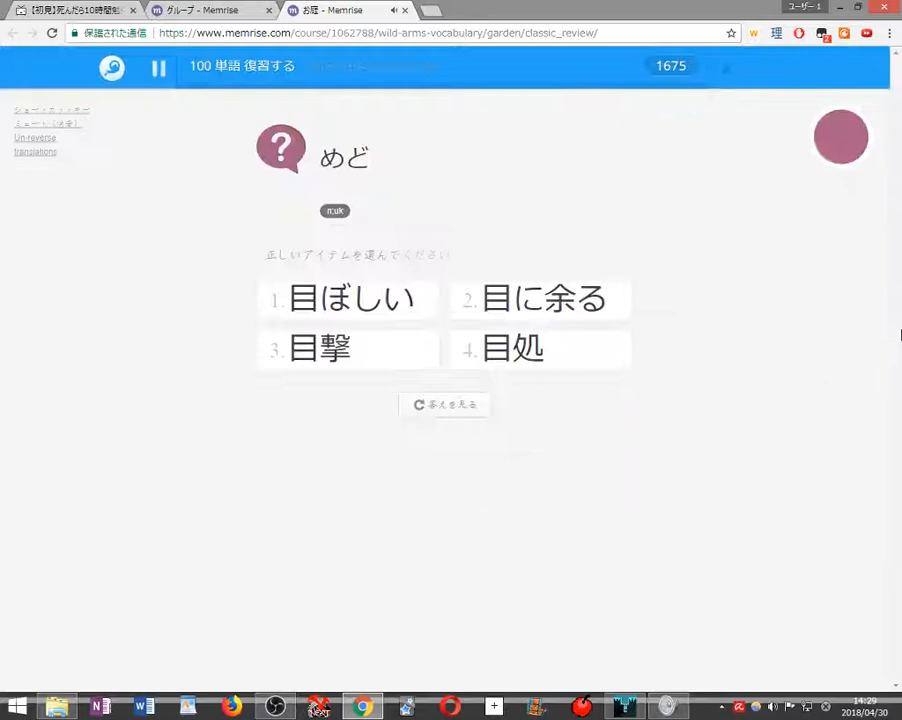 【初見】死んだら10時間勉
グループ - Memrise
お暦 - Memrise
ユーザー 1
保護された通信
https://www.memrise.com/course/1062788/wild-arms-vocabulary/garden/classic_review/
100 単語 復習する
1675
Un-reverse
translations
?
めど
n;uk
正しいアイテムを選んでください
1. 目ぼしい
2. 目に余る
3. 目撃
4. 目処
答えを見る
14:29
2018/04/30